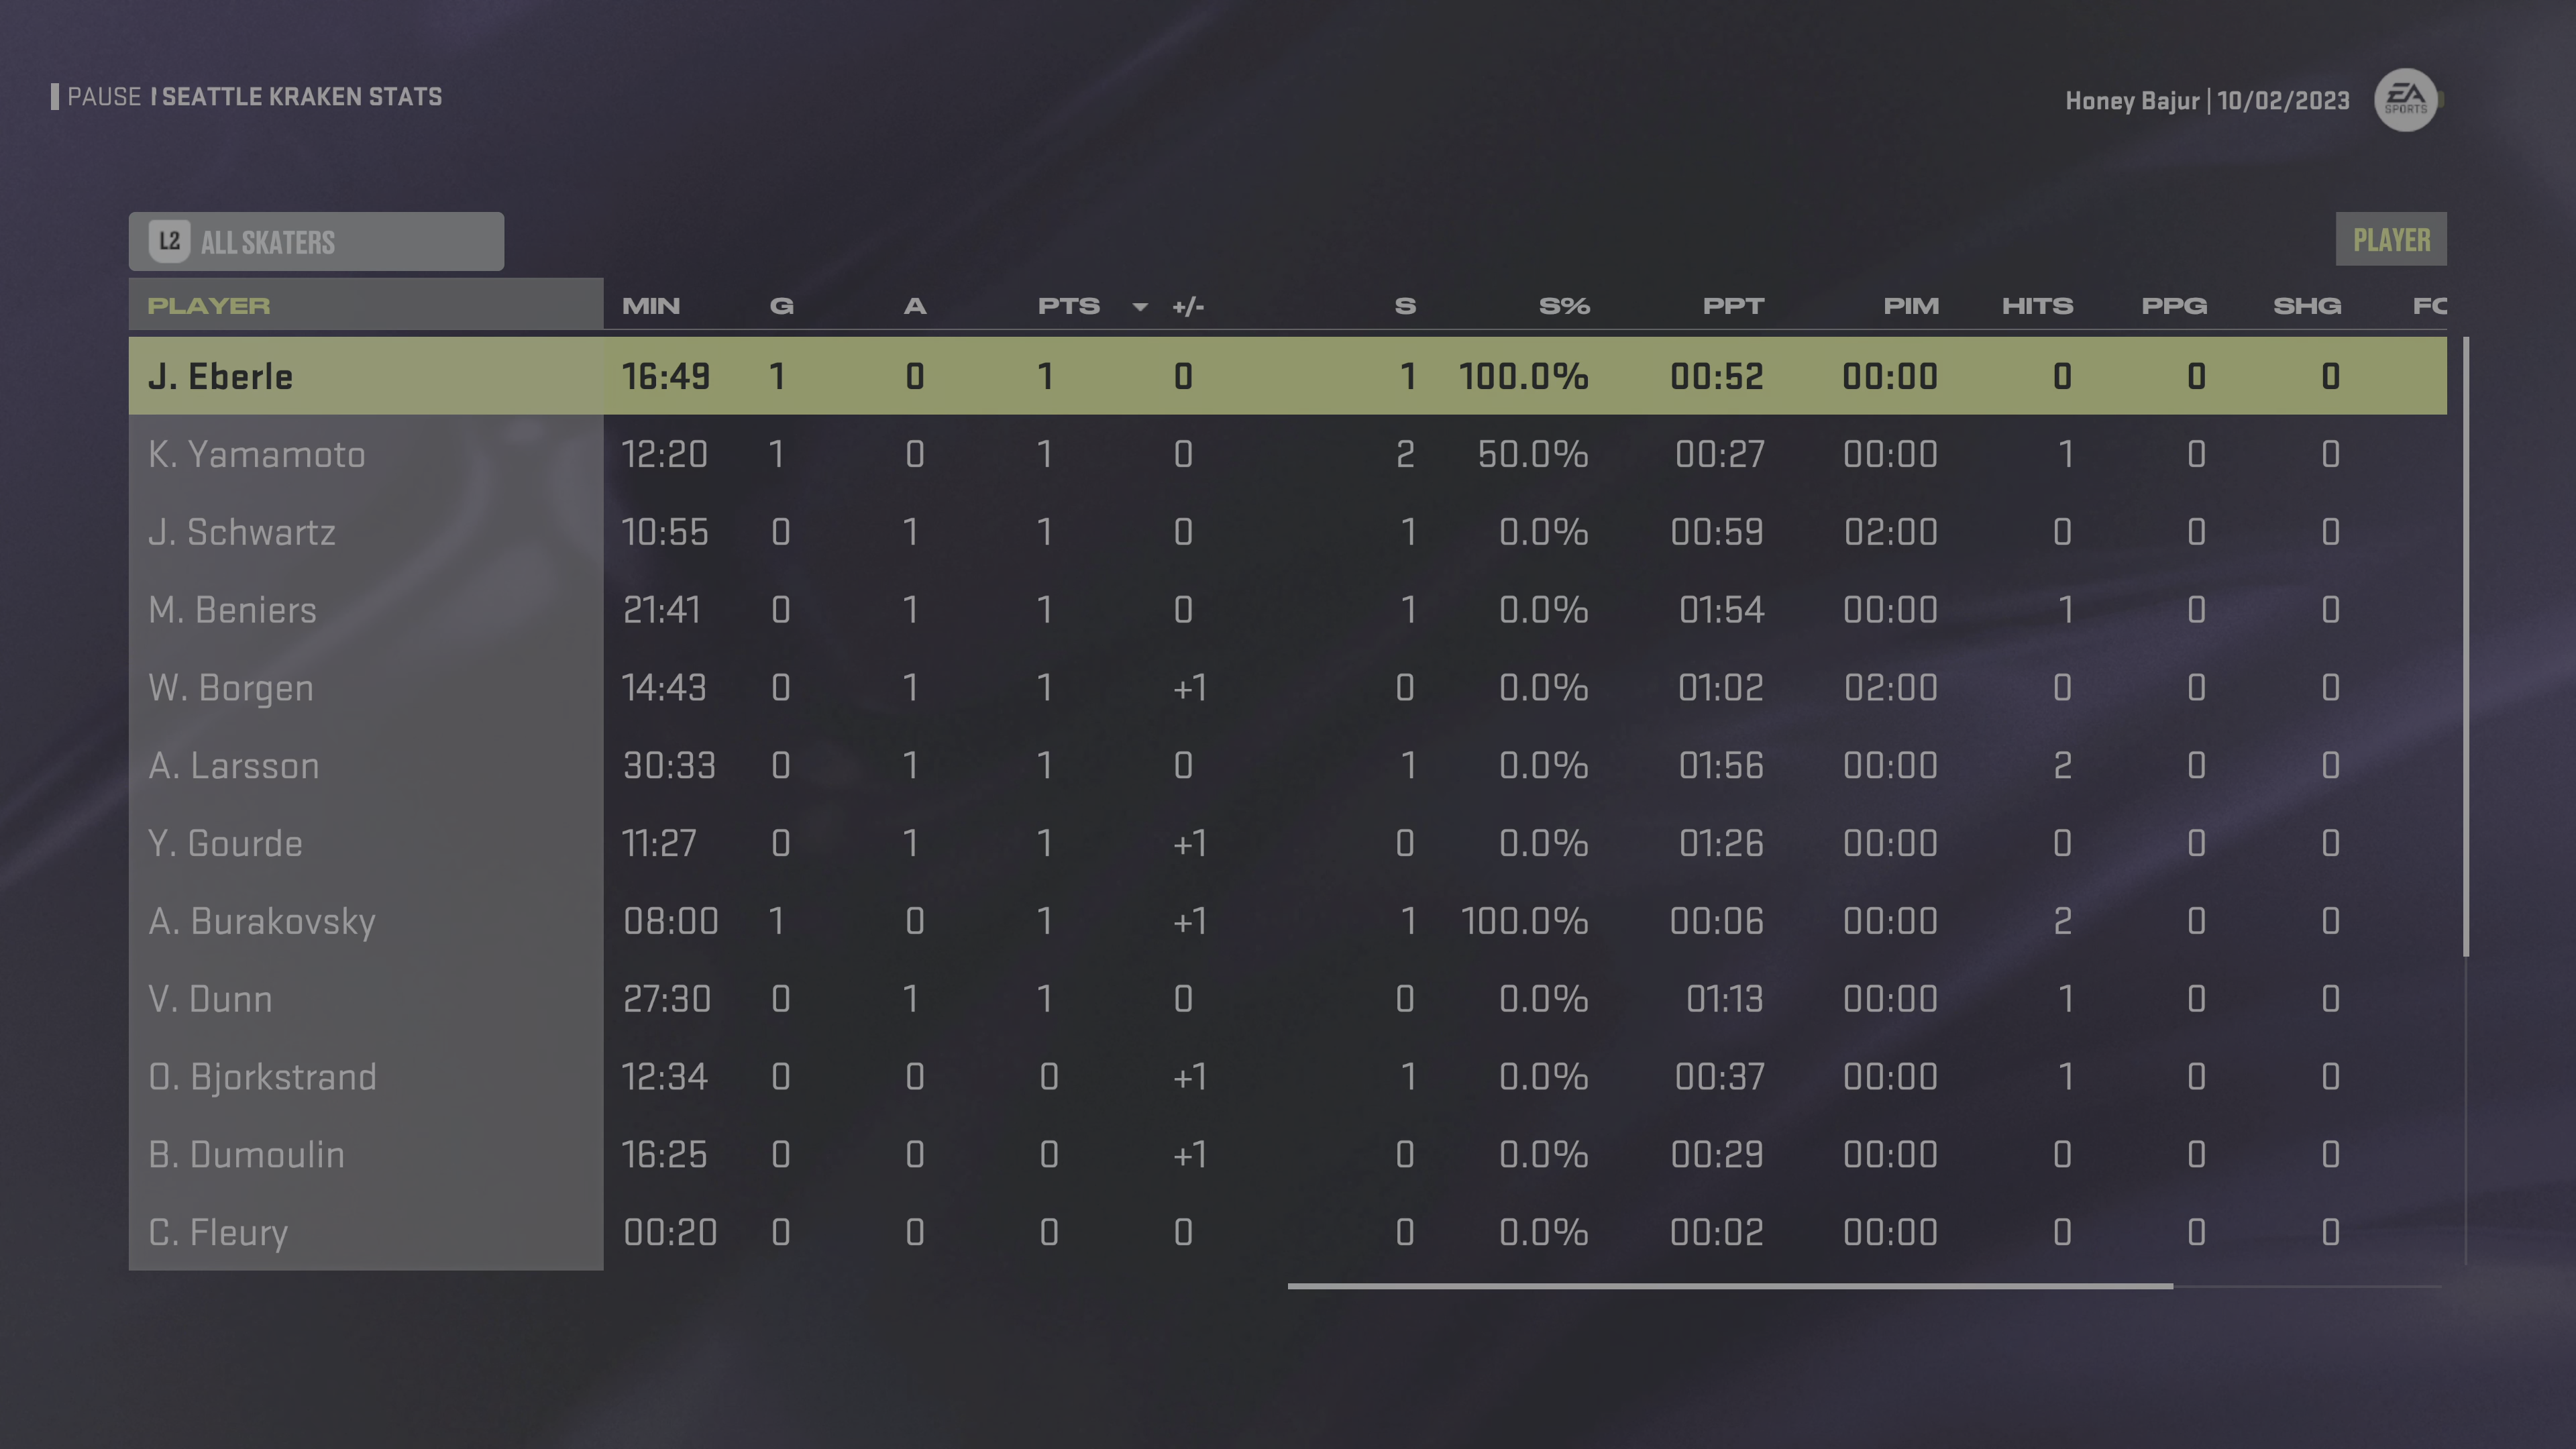 PAUSE | SEATTLE KRAKEN STATS
Honey Bajur | 10/02/2023
EA SPORTS
L2 ALL SKATERS
PLAYER
PLAYER MIN G A PTS +/- S S% PPT PIM HITS PPG SHG
J. Eberle 16:49 1 0 1 0 1 100.0% 00:52 00:00 0 0 0
K. Yamamoto 12:20 1 0 1 0 2 50.0% 00:27 00:00 1 0 0
J. Schwartz 10:55 0 1 1 0 1 0.0% 00:59 02:00 0 0 0
M. Beniers 21:41 0 1 1 0 1 0.0% 01:54 00:00 1 0 0
W. Borgen 14:43 0 1 1 +1 0 0.0% 01:02 02:00 0 0 0
A. Larsson 30:33 0 1 1 0 1 0.0% 01:56 00:00 2 0 0
Y. Gourde 11:27 0 1 1 +1 0 0.0% 01:26 00:00 0 0 0
A. Burakovsky 08:00 1 0 1 +1 1 100.0% 00:06 00:00 2 0 0
V. Dunn 27:30 0 1 1 0 0 0.0% 01:13 00:00 1 0 0
O. Bjorkstrand 12:34 0 0 0 +1 1 0.0% 00:37 00:00 1 0 0
B. Dumoulin 16:25 0 0 0 +1 0 0.0% 00:29 00:00 0 0 0
C. Fleury 00:20 0 0 0 0 0 0.0% 00:02 00:00 0 0 0